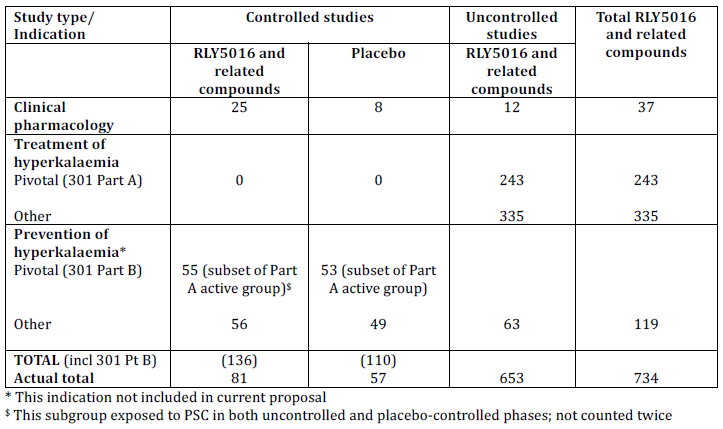 Study type/ Indication | Controlled studies | Uncontrolled studies | Total RLY5016 and related compounds
RLY5016 and related compounds | Placebo | RLY5016 and related compounds
Clinical pharmacology | 25 | 8 | 12 | 37
Treatment of hyperkalaemia
Pivotal (301 Part A) | 0 | 0 | 243 | 243
Other | 335 | 335
Prevention of hyperkalaemia*
Pivotal (301 Part B) | 55 (subset of Part A active group)$ | 53 (subset of Part A active group)
Other | 56 | 49 | 63 | 119
TOTAL (incl 301 Pt B) | (136) | (110)
Actual total | 81 | 57 | 653 | 734
* This indication not included in current proposal
$ This subgroup exposed to PSC in both uncontrolled and placebo-controlled phases; not counted twice